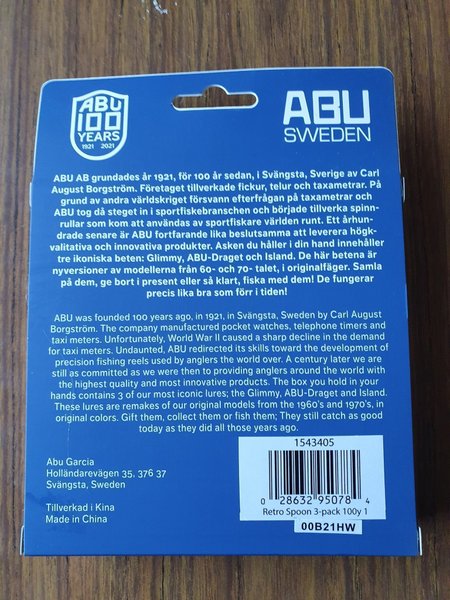 ABU
100
YEARS
1921 2021
ABU
SWEDEN
ABU AB grundades år 1921, för 100 år sedan, i Svängsta, Sverige av Carl
August Borgström. Företaget tillverkade fickur, telur och taxametrar. På
grund av andra världskriget försvann efterfrågan på taxametrar och
ABU tog då steget in i sportfiskebranschen och började tillverka spinn-
rullar som kom att användas av sportfiskare världen runt. Ett århun-
drade senare är ABU fortfarande lika beslutsamma att leverera högk-
valitativa och innovativa produkter. Asken du håller i din hand innehåller
tre ikoniska beten: Glimmy, ABU-Draget och Island. De här betena är
nyversioner av modellerna från 60- och 70- talet, i originalfäger. Samla
på dem, ge bort i present eller så klart, fiska med dem! De fungerar
precis lika bra som förr i tiden!
ABU was founded 100 years ago, in 1921, in Svängsta, Sweden by Carl August
Borgström. The company manufactured pocket watches, telephone timers and
taxi meters. Unfortunately, World War II caused a sharp decline in the demand
for taxi meters. Undaunted, ABU redirected its skills toward the development of
precision fishing reels used by anglers the world over. A century later we are
still as committed as we were then to providing anglers around the world with
the highest quality and most innovative products. The box you hold in your
hands contains 3 of our most iconic lures; the Glimmy, ABU-Draget and Island.
These lures are remakes of our original models from the 1960's and 1970's, in
original colors. Gift them, collect them or fish them; They still catch as good
today as they did all those years ago.
Abu Garcia
Holländarevägen 35, 376 37
Svängsta, Sweden
Tillverkad i Kina
Made in China
1543405
0 28632 95078 4
Retro Spoon 3-pack 100y 1
00B21HW